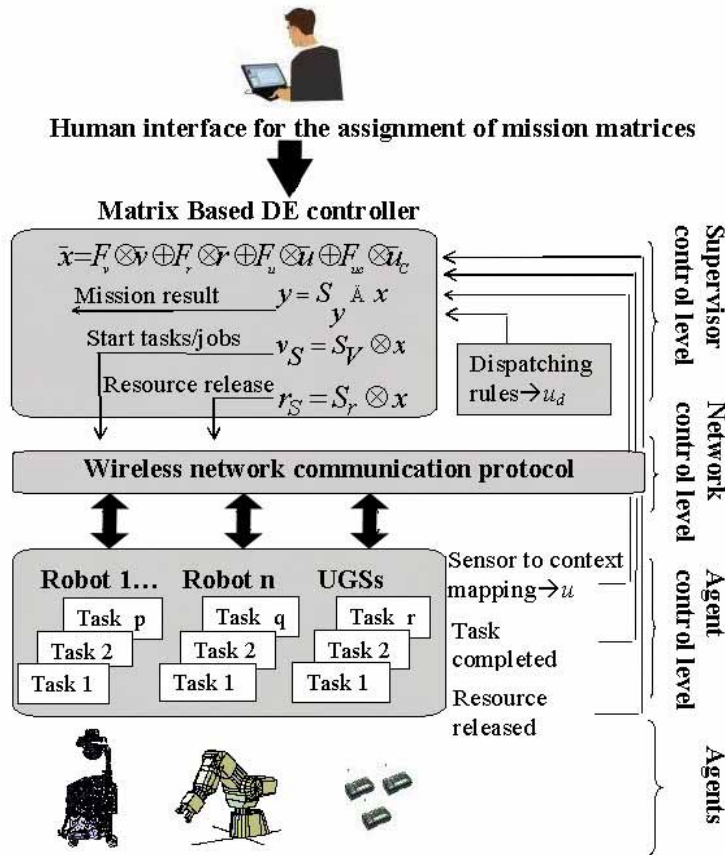 Human interface for the assignment of mission matrices
Matrix Based DE controller
x̄=F_v⊗v̄⊕F_r⊗r̄⊕F_u⊗ū⊕F_uc⊗ū_C
Mission result
y=S_y Ä x
Start tasks/jobs
v_S=S_V⊗x
Resource release
r_S=S_r⊗x
Dispatching
rules→u_d
Supervisor
control level
Wireless network communication protocol
Network
control level
Robot 1… Robot n UGSs
Task p
Task 2
Task 1
Task q
Task 2
Task 1
Task r
Task 2
Task 1
Sensor to context
mapping→u
Task
completed
Resource
released
Agent
control level
Agents